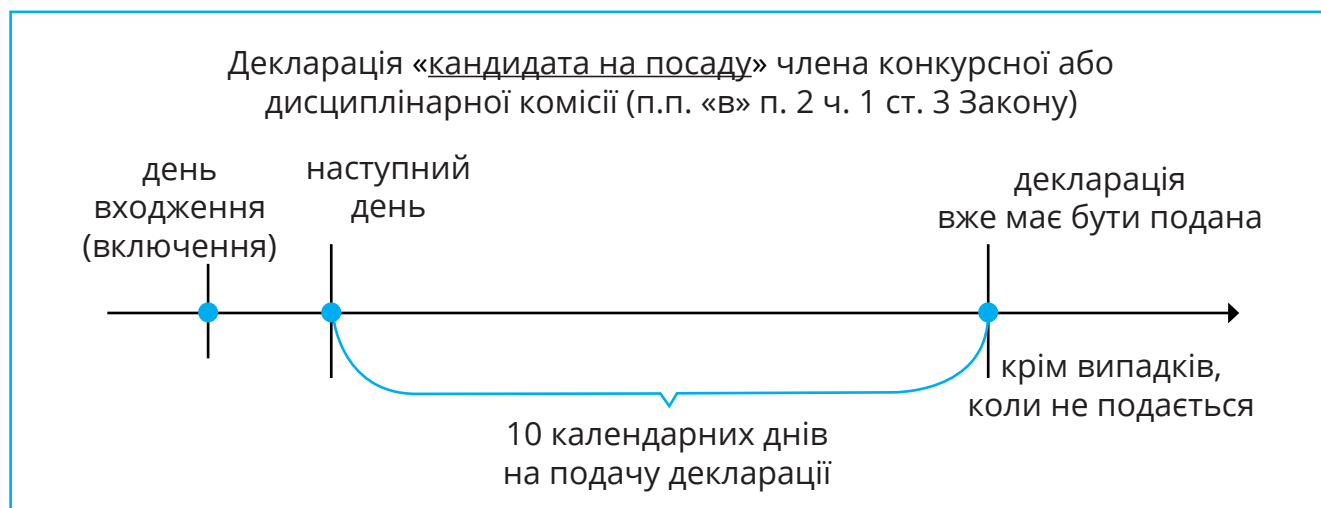 Декларація «кандидата на посаду» члена конкурсної або
дисциплінарної комісії (п.п. «в» п. 2 ч. 1 ст. 3 Закону)
день
входження
(включення)
наступний
день
декларація
вже має бути подана
крім випадків,
коли не подається
10 календарних днів
на подачу декларації